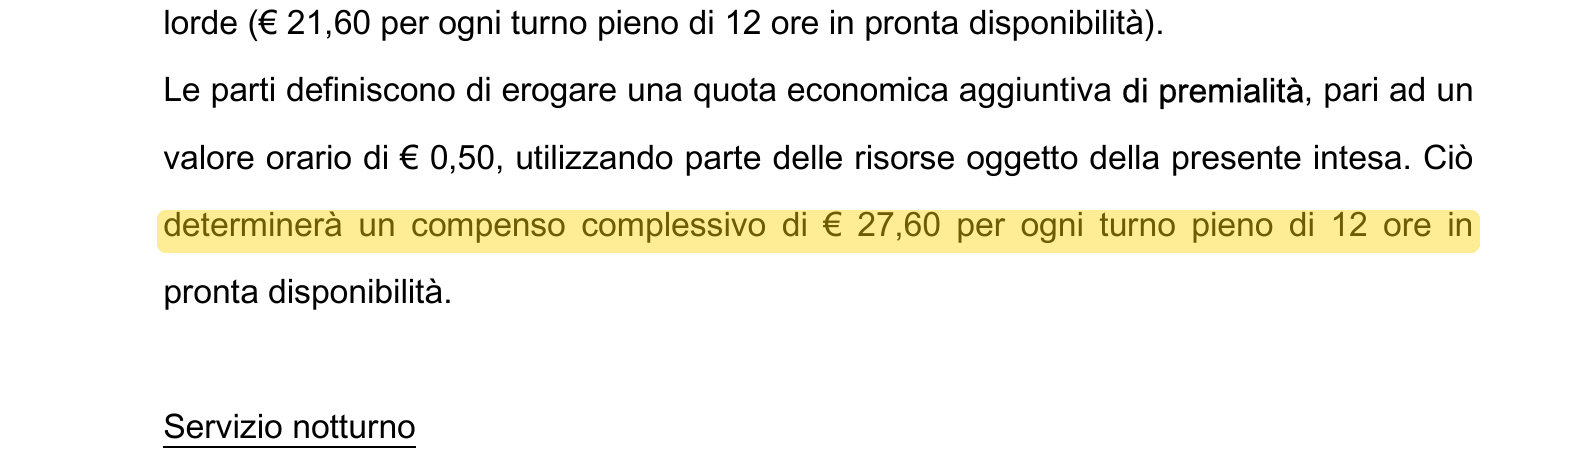 lorde (€ 21,60 per ogni turno pieno di 12 ore in pronta disponibilità).
Le parti definiscono di erogare una quota economica aggiuntiva di premialità, pari ad un
valore orario di € 0,50, utilizzando parte delle risorse oggetto della presente intesa. Ciò
determinerà un compenso complessivo di € 27,60 per ogni turno pieno di 12 ore in
pronta disponibilità.
Servizio notturno